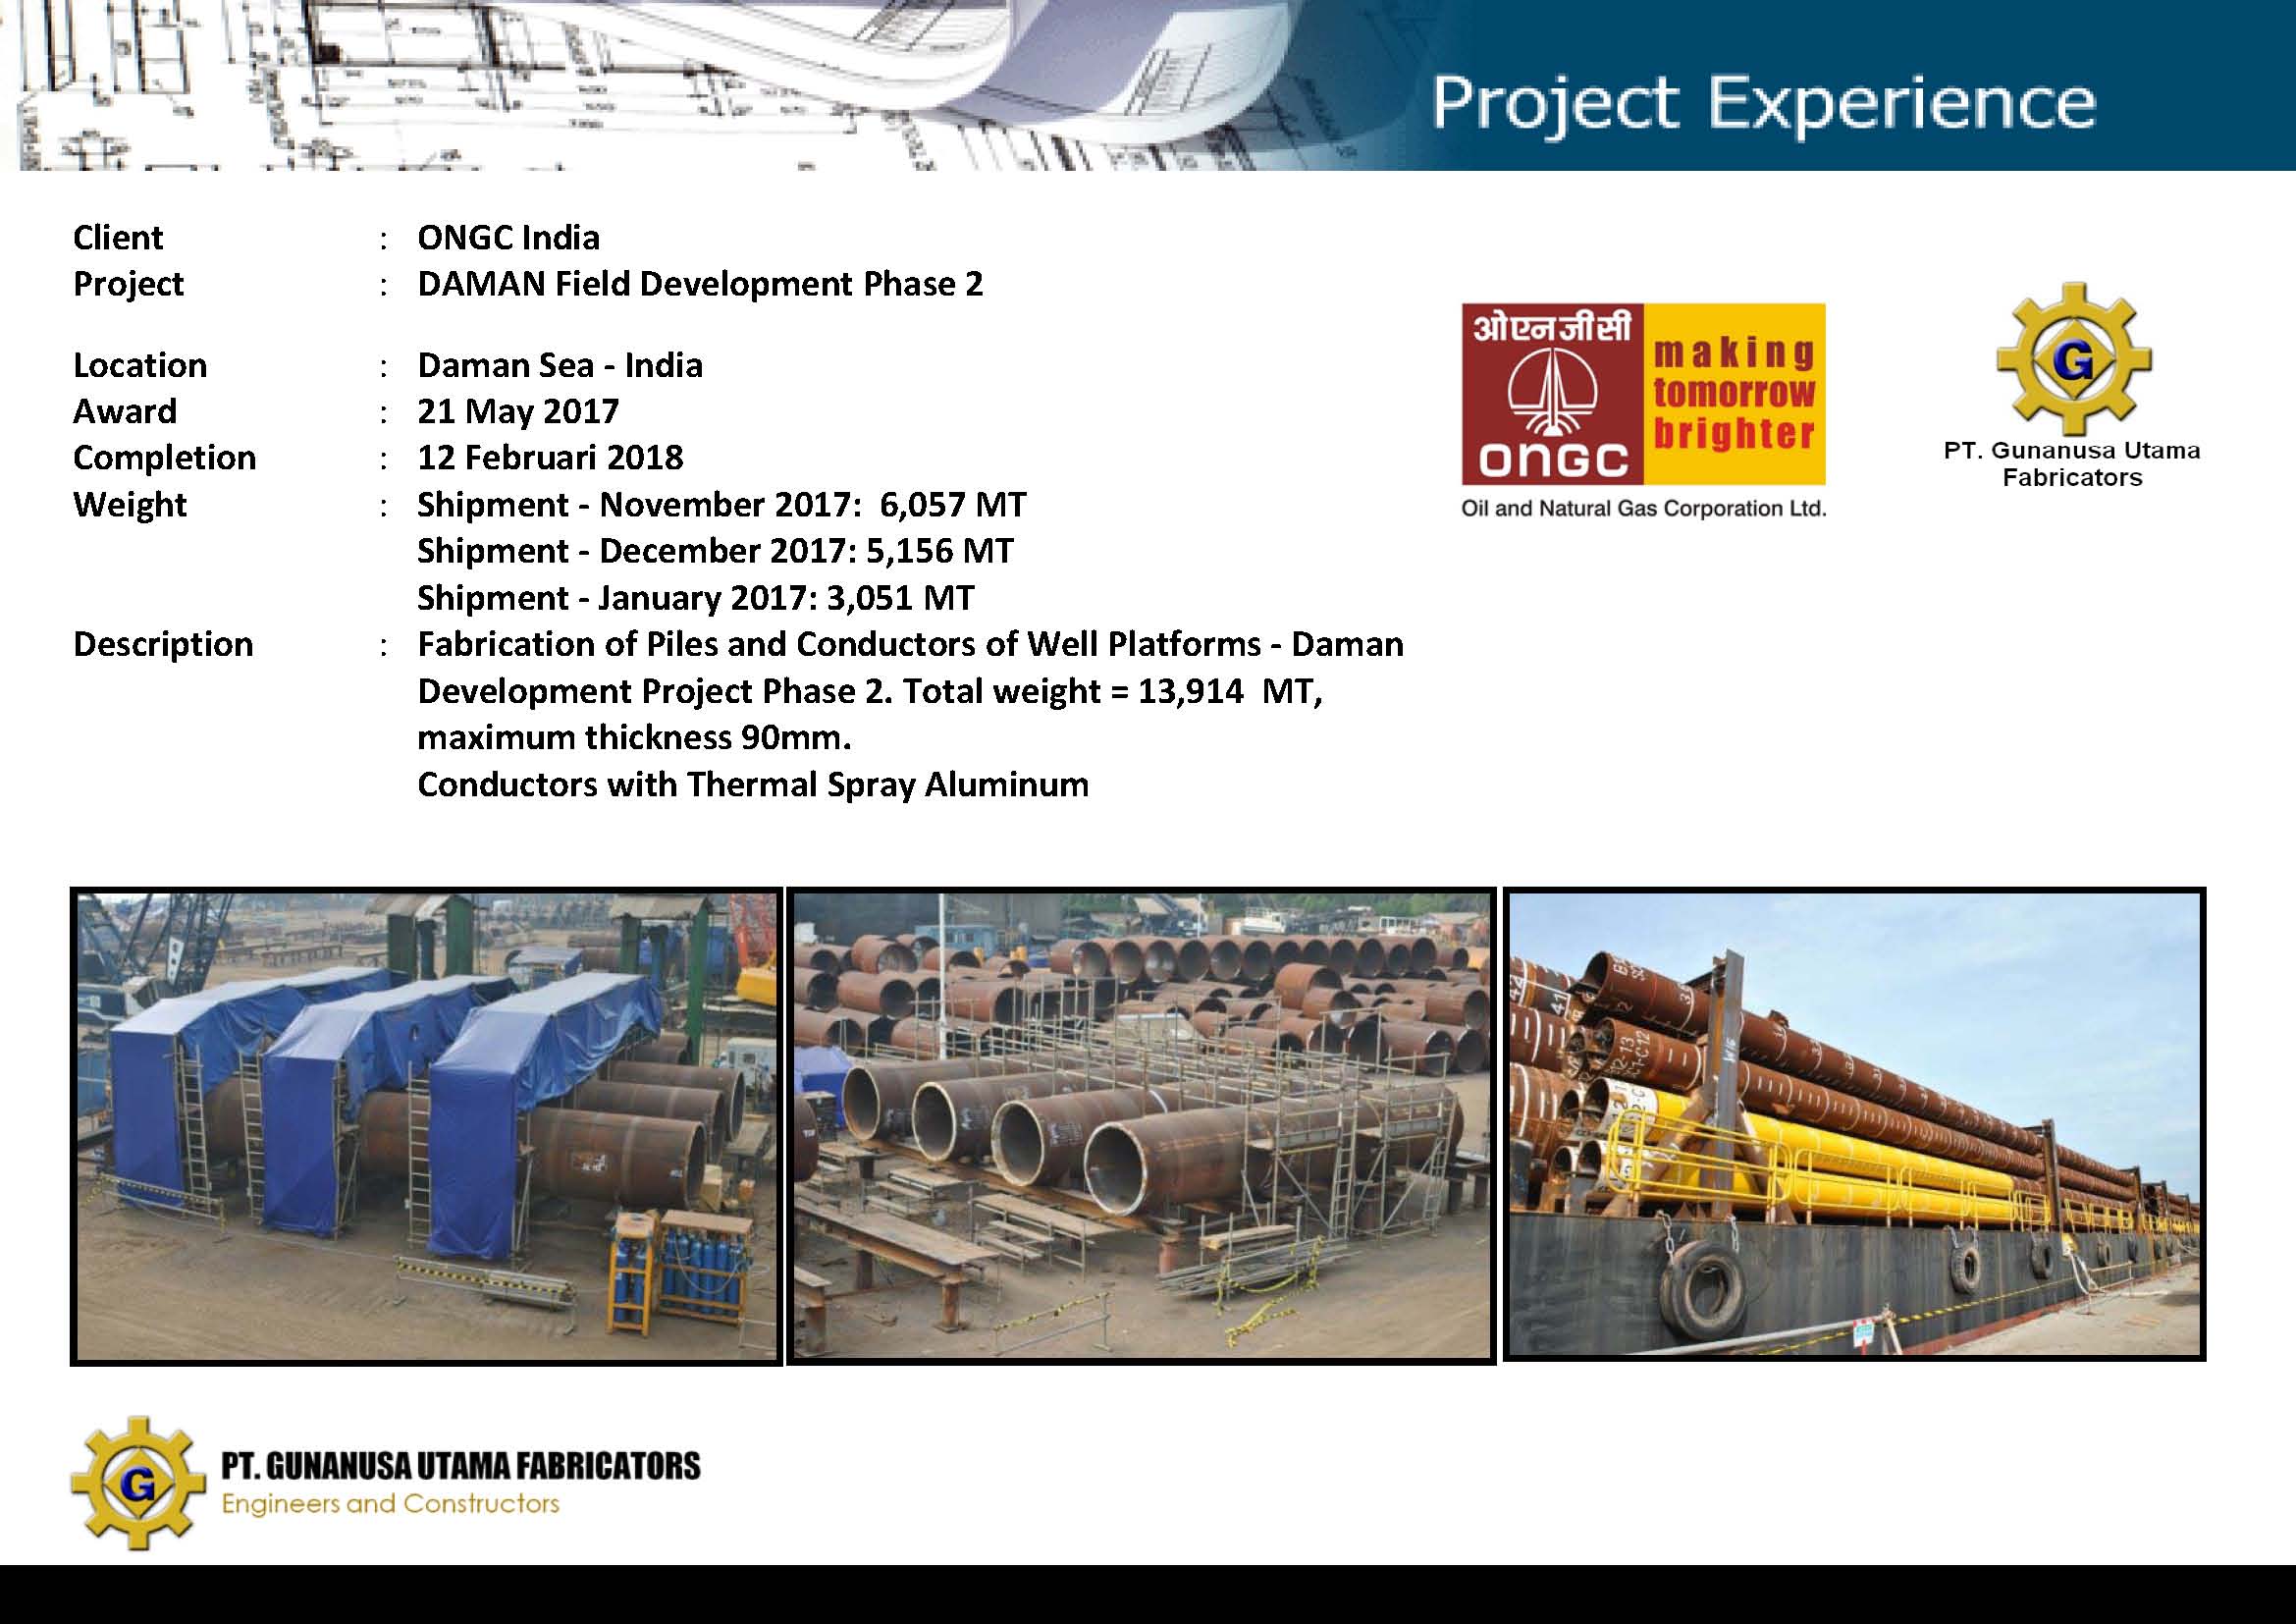 Project Experience
Client : ONGC India
Project : DAMAN Field Development Phase 2
Location : Daman Sea - India
Award : 21 May 2017
Completion : 12 Februari 2018
Weight : Shipment - November 2017: 6,057 MT
Shipment - December 2017: 5,156 MT
Shipment - January 2017: 3,051 MT
Description : Fabrication of Piles and Conductors of Well Platforms - Daman
Development Project Phase 2. Total weight = 13,914 MT,
maximum thickness 90mm.
Conductors with Thermal Spray Aluminum
ओएनजीसी
ongc
making
tomorrow
brighter
Oil and Natural Gas Corporation Ltd.
G
PT. Gunanusa Utama
Fabricators
42
41
W16
G
PT. GUNANUSA UTAMA FABRICATORS
Engineers and Constructors